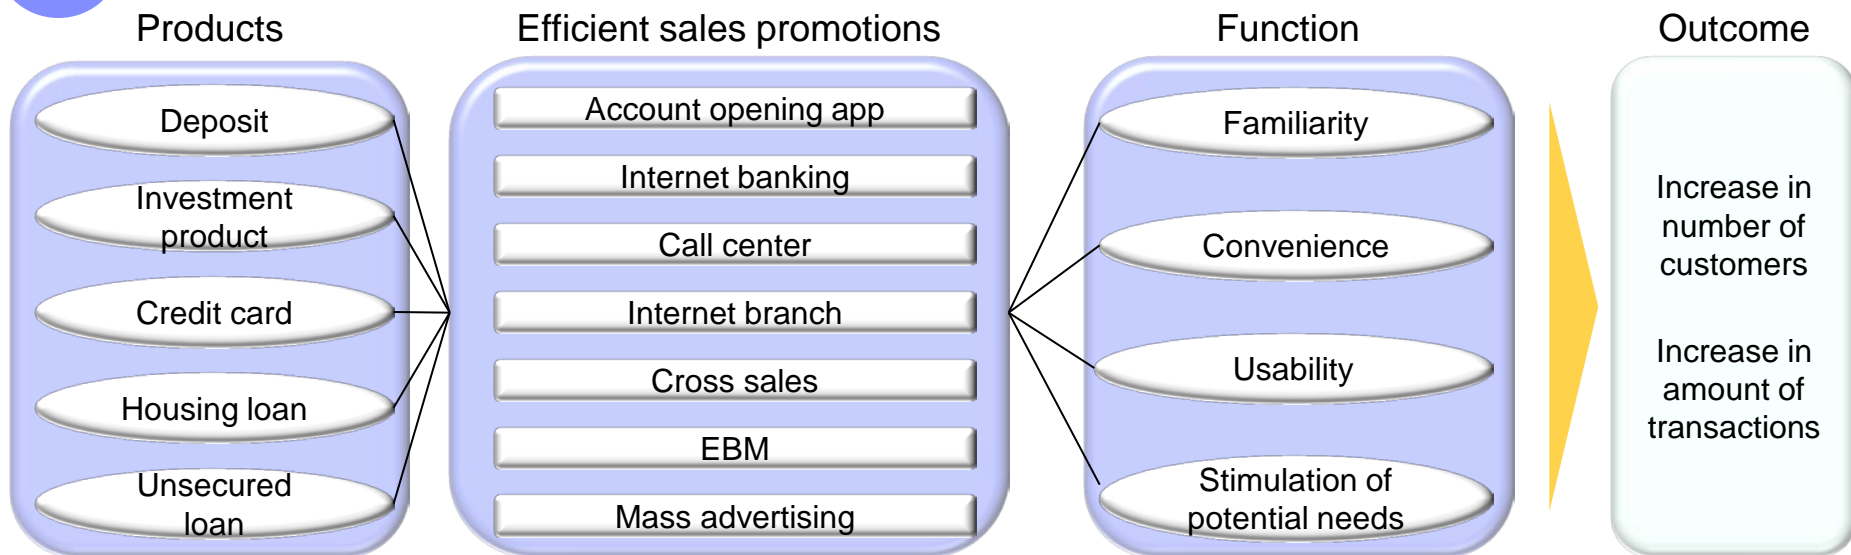 Products
Deposit
Investment
product
Credit card
Housing loan
Unsecured
loan
Efficient sales promotions
Account opening app
Internet banking
Call center
Internet branch
Cross sales
EBM
Mass advertising
Function
Familiarity
Convenience
Usability
Stimulation of
potential needs
Outcome
Increase in
number of
customers
Increase in
amount of
transactions